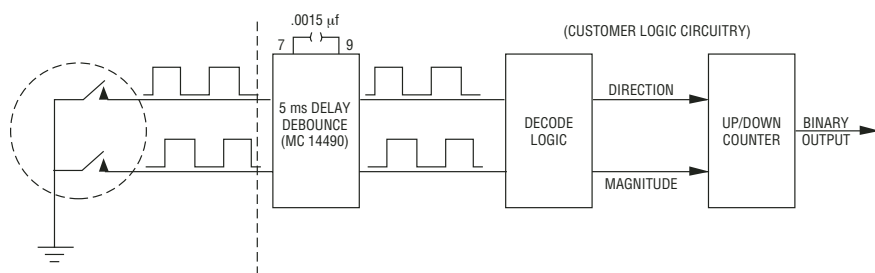 .0015 µf
7 9
(CUSTOMER LOGIC CIRCUITRY)
5 ms DELAY
DEBOUNCE
(MC 14490)
DECODE
LOGIC
DIRECTION
MAGNITUDE
UP/DOWN
COUNTER
BINARY
OUTPUT